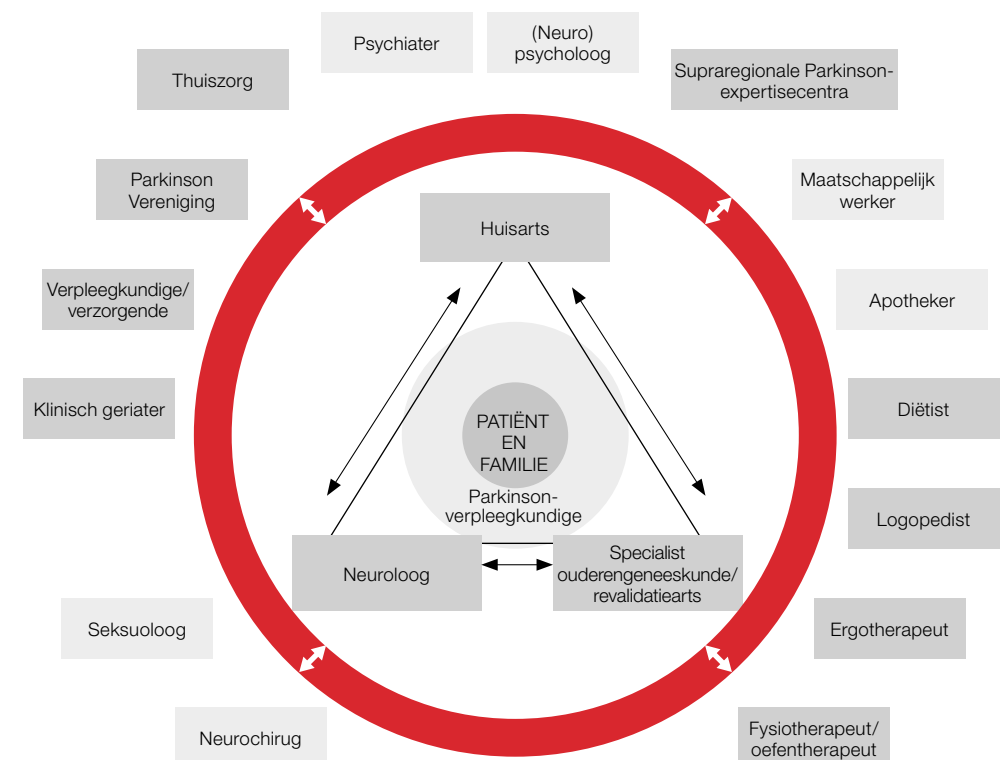 Psychiater
(Neuro)
psycholoog
Thuiszorg
Supraregionale Parkinson-
expertisecentra
Parkinson
Vereniging
Maatschappelijk
werker
Huisarts
Verpleegkundige/
verzorgende
Apotheker
Klinisch geriater
Diëtist
PATIËNT
EN
FAMILIE
Parkinson-
verpleegkundige
Logopedist
Neuroloog
Specialist
ouderengeneeskunde/
revalidatiearts
Seksuoloog
Ergotherapeut
Neurochirug
Fysiotherapeut/
oefentherapeut